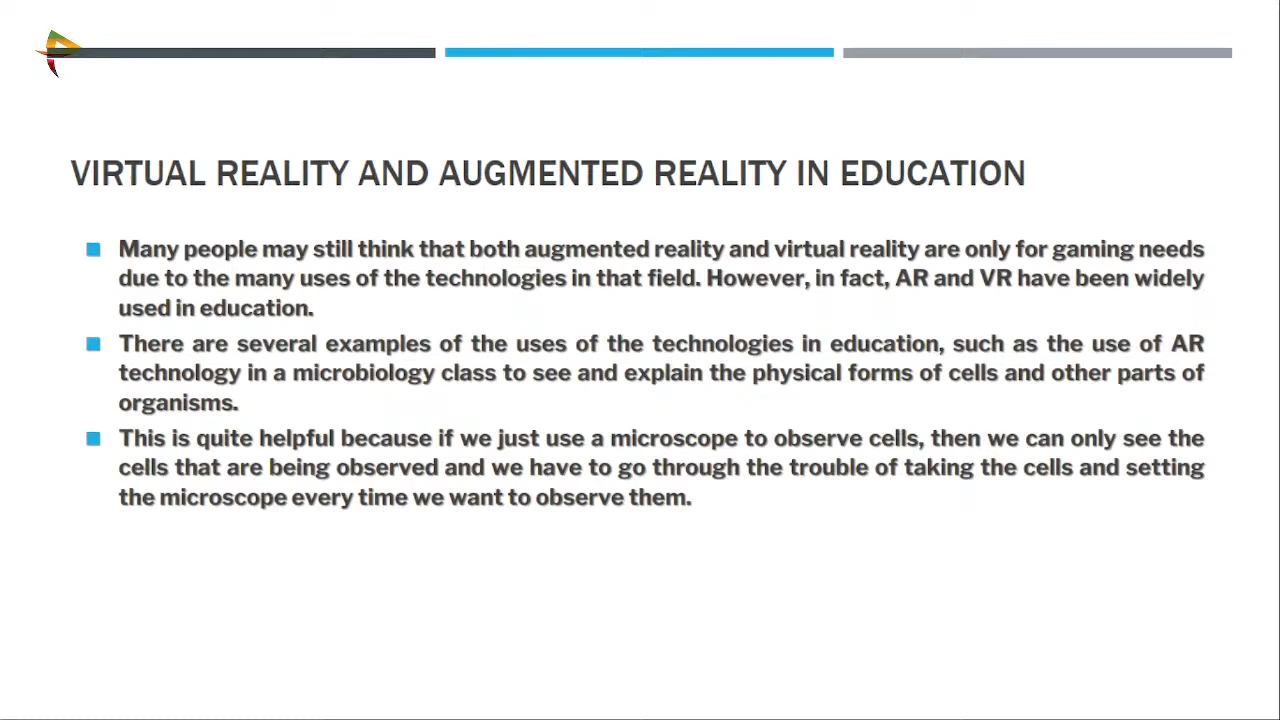 VIRTUAL REALITY AND AUGMENTED REALITY IN EDUCATION
Many people may still think that both augmented reality and virtual reality are only for gaming needs
due to the many uses of the technologies in that field. However, in fact, AR and VR have been widely
used in education.
There are several examples of the uses of the technologies in education, such as the use of AR
technology in a microbiology class to see and explain the physical forms of cells and other parts of
organisms.
This is quite helpful because if we just use a microscope to observe cells, then we can only see the
cells that are being observed and we have to go through the trouble of taking the cells and setting
the microscope every time we want to observe them.